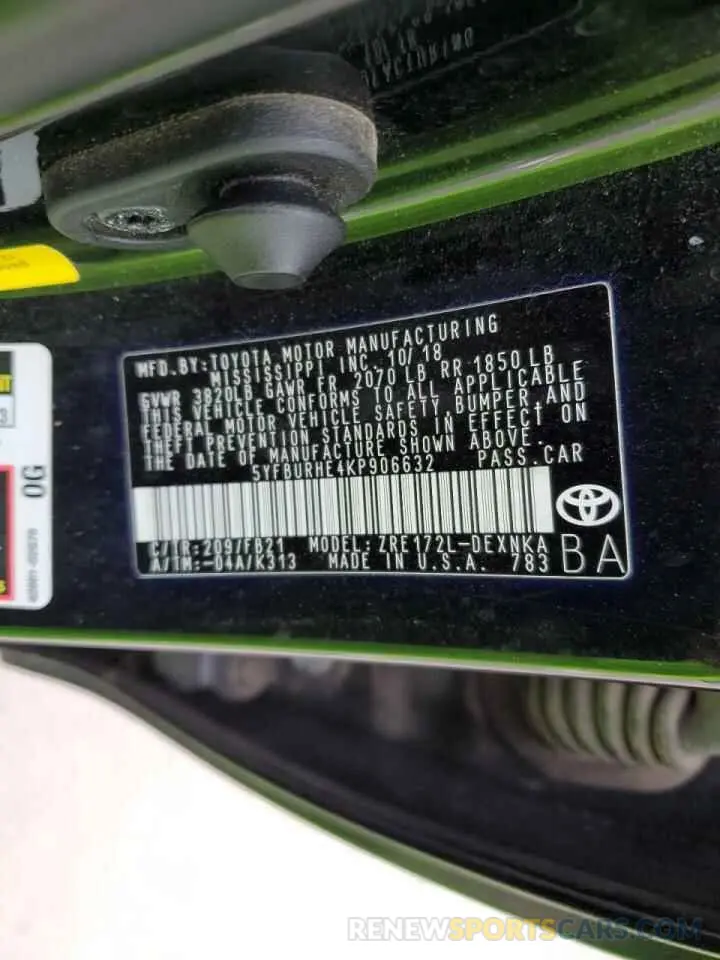 MFD. BY: TOYOTA MOTOR MANUFACTURING
MISSISSIPPI INC. 10/18
GVWR 3820LB GAWR FR 2070 LB RR 1850 LB
THIS VEHICLE CONFORMS TO ALL APPLICABLE
FEDERAL MOTOR VEHICLE SAFETY, BUMPER AND
THEFT PREVENTION STANDARDS IN EFFECT ON
THE DATE OF MANUFACTURE SHOWN ABOVE.
5YFBURHE4KP906632 PASS. CAR
C/TR: 209/FB21 MODEL: ZRE172L-DEXNKA
A/TM: -04A/K313 MADE IN U.S.A. 783
BA
0G
RENEWSPORTSCARS.COM